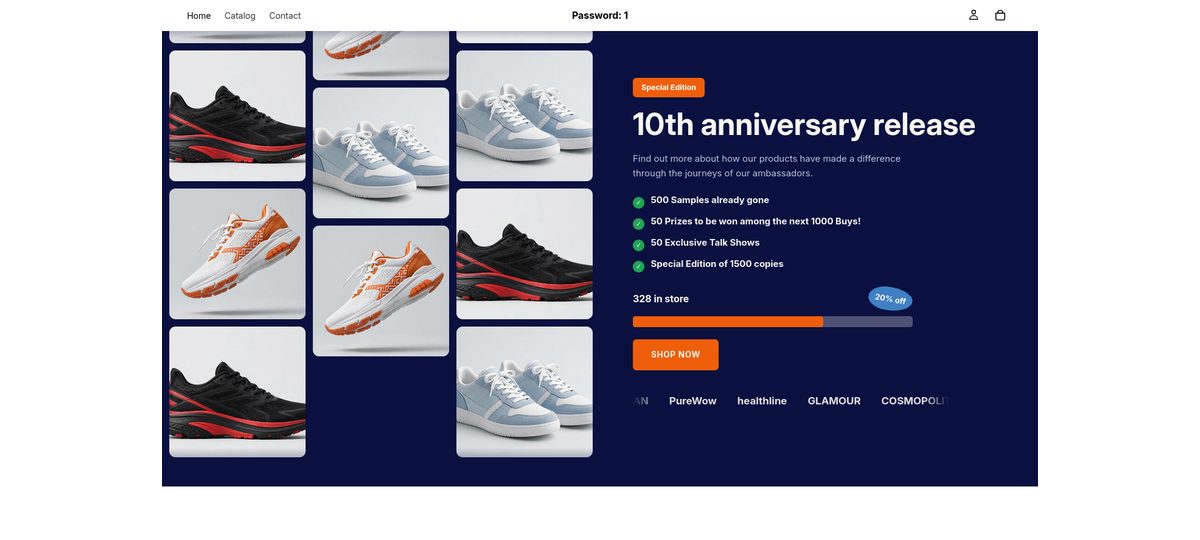 Home Catalog Contact
Password: 1
Special Edition
10th anniversary release
Find out more about how our products have made a difference
through the journeys of our ambassadors.
✓ 500 Samples already gone
✓ 50 Prizes to be won among the next 1000 Buys!
✓ 50 Exclusive Talk Shows
✓ Special Edition of 1500 copies
328 in store
20% off
SHOP NOW
AN PureWow healthline GLAMOUR COSMOPOLI